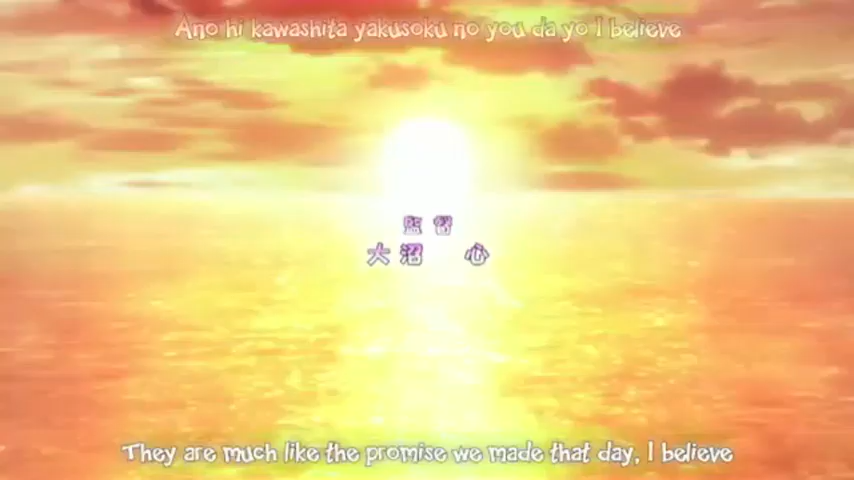 Ano hi kawashita yakusoku no you da yo I believe
監督
大沼 心
They are much like the promise we made that day, I believe